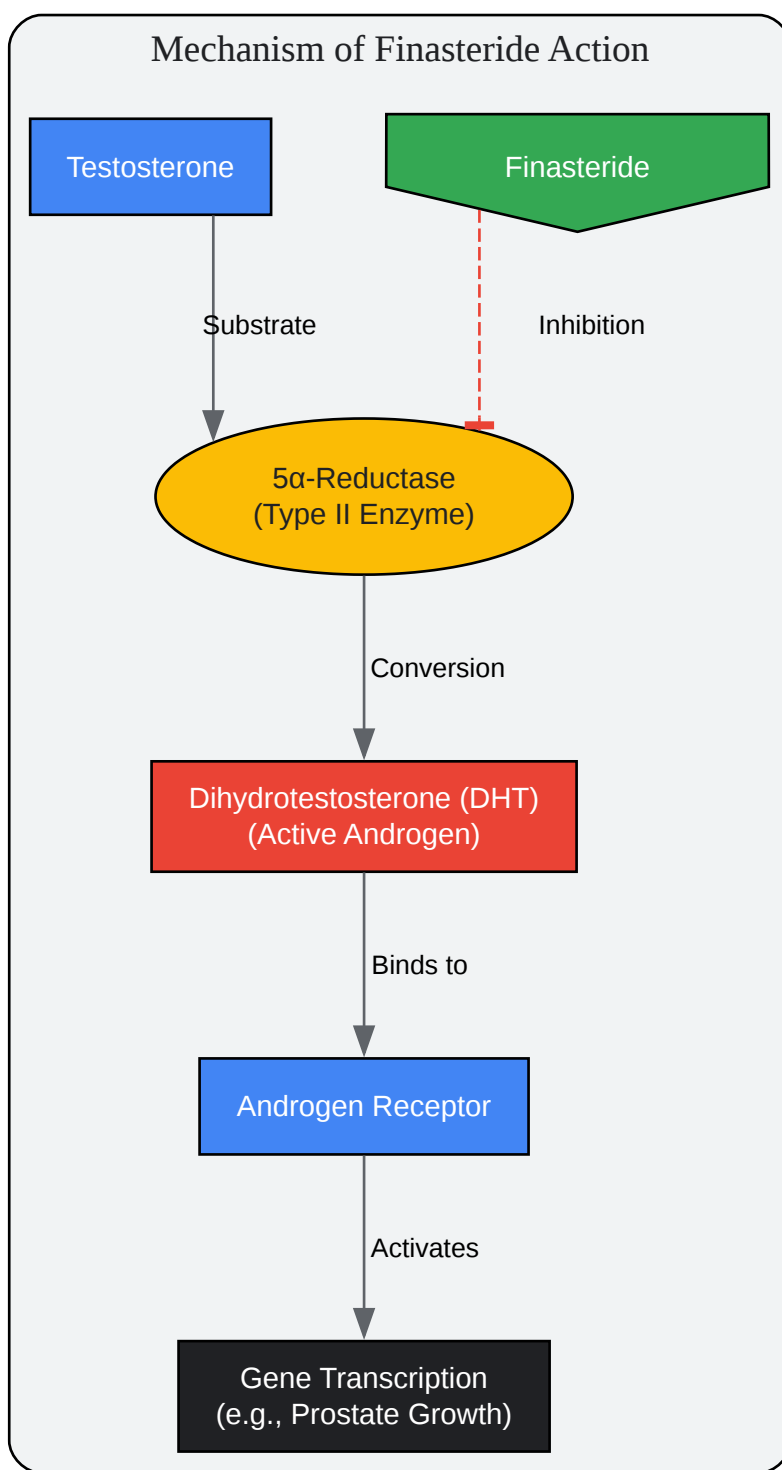 Mechanism of Finasteride Action
Testosterone
Finasteride
Substrate
Inhibition
5α-Reductase
(Type II Enzyme)
Conversion
Dihydrotestosterone (DHT)
(Active Androgen)
Binds to
Androgen Receptor
Activates
Gene Transcription
(e.g., Prostate Growth)